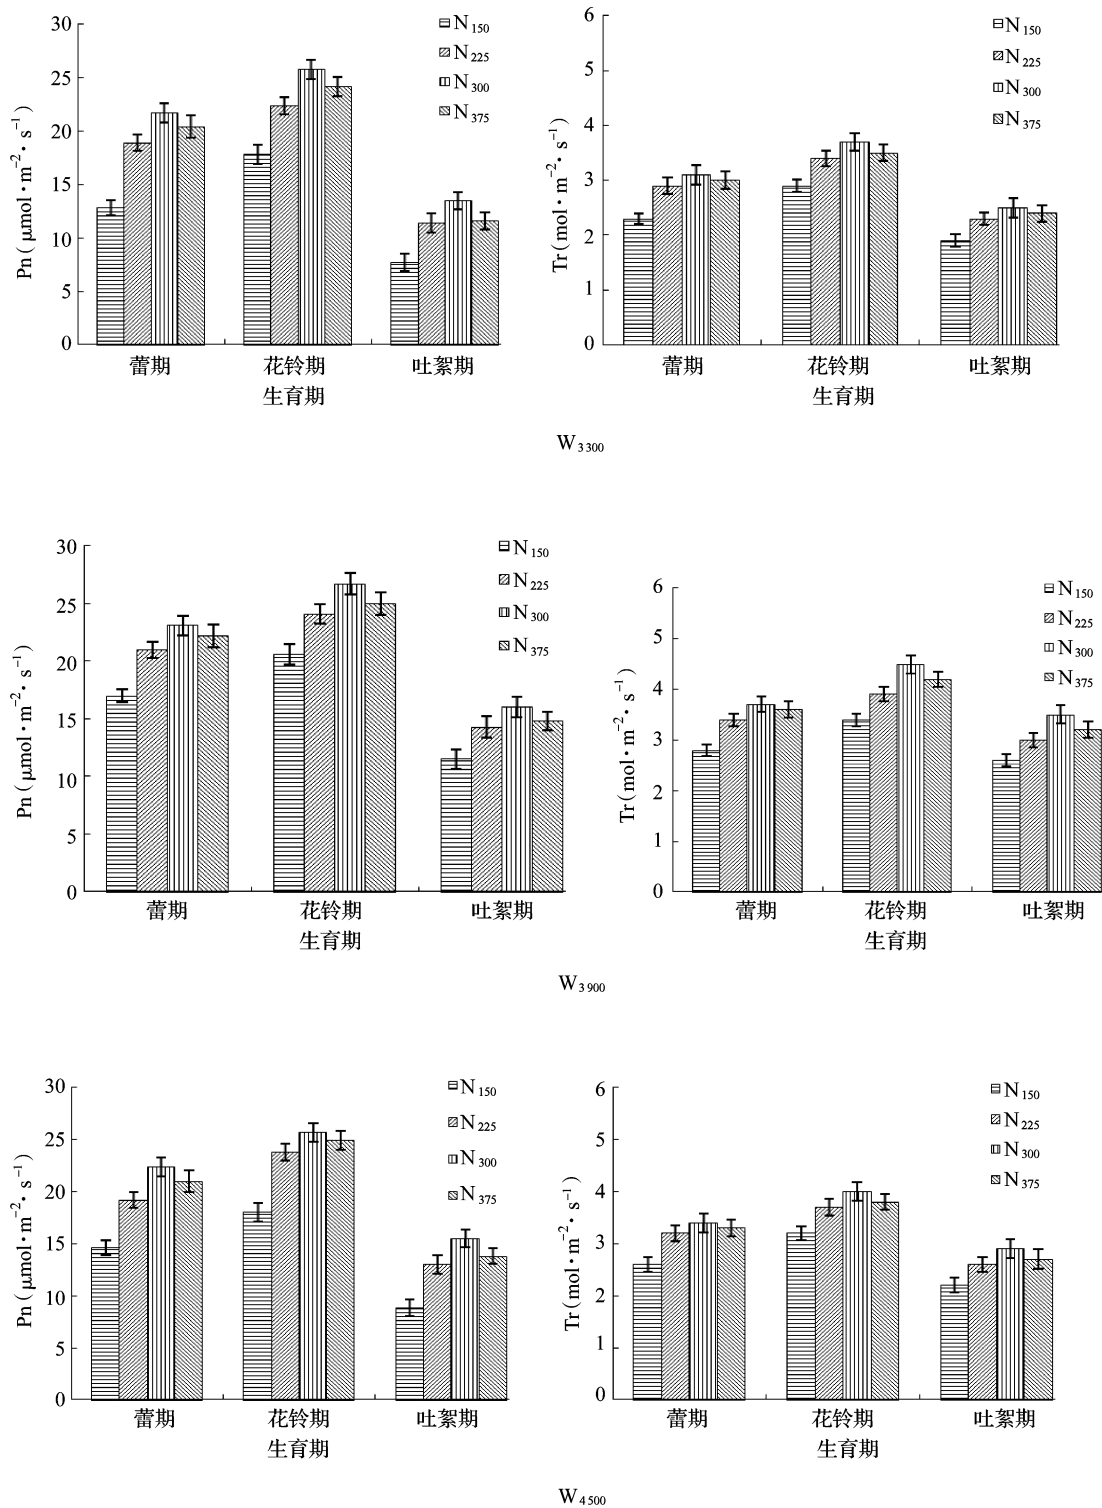 30
25
20
15
10
5
0
Pn(μmol·m⁻²·s⁻¹)
N150
N225
N300
N375
蕾期 花铃期 吐絮期
生育期
6
5
4
3
2
1
0
Tr(mol·m⁻²·s⁻¹)
N150
N225
N300
N375
蕾期 花铃期 吐絮期
生育期
W3 300
30
25
20
15
10
5
0
Pn(μmol·m⁻²·s⁻¹)
N150
N225
N300
N375
蕾期 花铃期 吐絮期
生育期
6
5
4
3
2
1
0
Tr(mol·m⁻²·s⁻¹)
N150
N225
N300
N375
蕾期 花铃期 吐絮期
生育期
W3 900
30
25
20
15
10
5
0
Pn(μmol·m⁻²·s⁻¹)
N150
N225
N300
N375
蕾期 花铃期 吐絮期
生育期
6
5
4
3
2
1
0
Tr(mol·m⁻²·s⁻¹)
N150
N225
N300
N375
蕾期 花铃期 吐絮期
生育期
W4 500